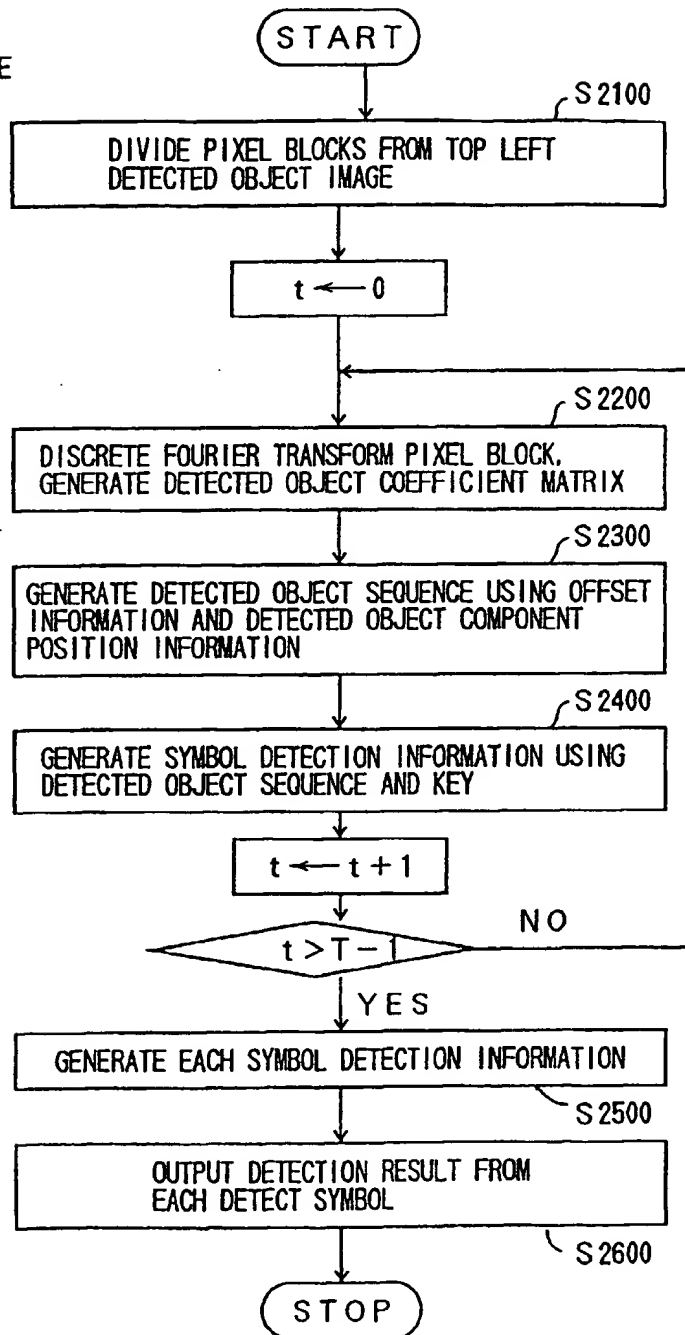 START
E
S2100
DIVIDE PIXEL BLOCKS FROM TOP LEFT
DETECTED OBJECT IMAGE
t ← 0
S2200
DISCRETE FOURIER TRANSFORM PIXEL BLOCK,
GENERATE DETECTED OBJECT COEFFICIENT MATRIX
S2300
GENERATE DETECTED OBJECT SEQUENCE USING OFFSET
INFORMATION AND DETECTED OBJECT COMPONENT
POSITION INFORMATION
S2400
GENERATE SYMBOL DETECTION INFORMATION USING
DETECTED OBJECT SEQUENCE AND KEY
t ← t + 1
t > T - 1
NO
YES
GENERATE EACH SYMBOL DETECTION INFORMATION
S2500
OUTPUT DETECTION RESULT FROM
EACH DETECT SYMBOL
S2600
STOP